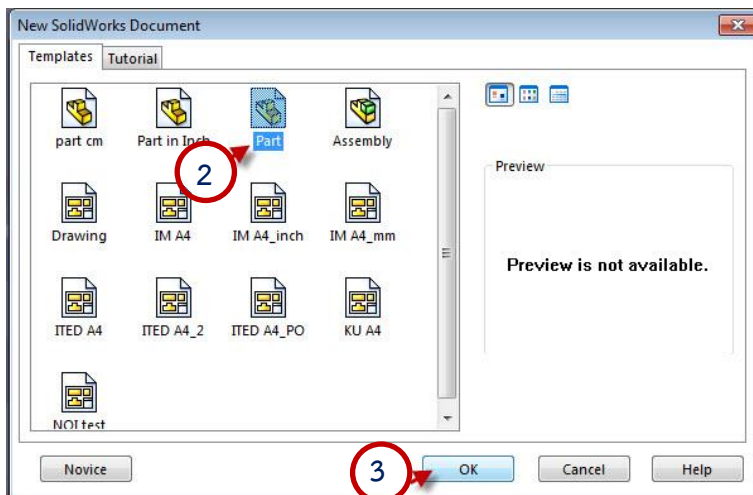 New SolidWorks Document
Templates Tutorial
part cm Part in Inch Part Assembly
2
Preview
Drawing IM A4 IM A4_inch IM A4_mm
Preview is not available.
ITED A4 ITED A4_2 ITED A4_PO KU A4
NOI test
Novice 3 OK Cancel Help